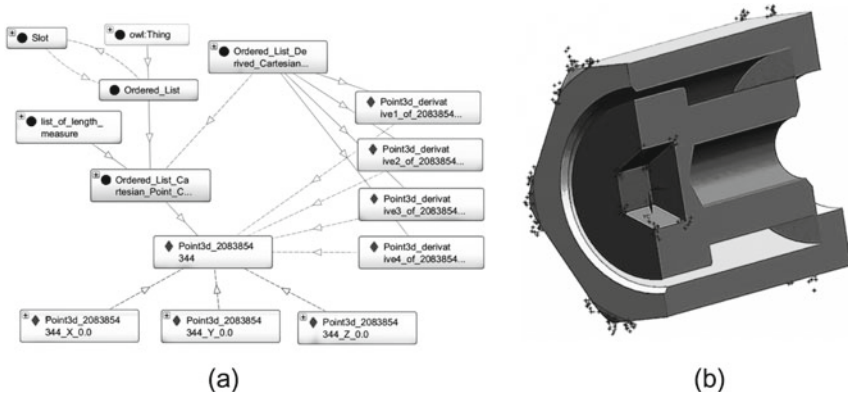 Slot
owl:Thing
Ordered_List_De
rived_Cartesian...
Ordered_List
Point3d_derivat
ive1_of_2083854...
list_of_length_
measure
Point3d_derivat
ive2_of_2083854...
Ordered_List_Ca
rtesian_Point_C...
Point3d_derivat
ive3_of_2083854...
Point3d_2083854
344
Point3d_derivat
ive4_of_2083854...
Point3d_2083854
344_X_0.0
Point3d_2083854
344_Y_0.0
Point3d_2083854
344_Z_0.0
(a)
(b)